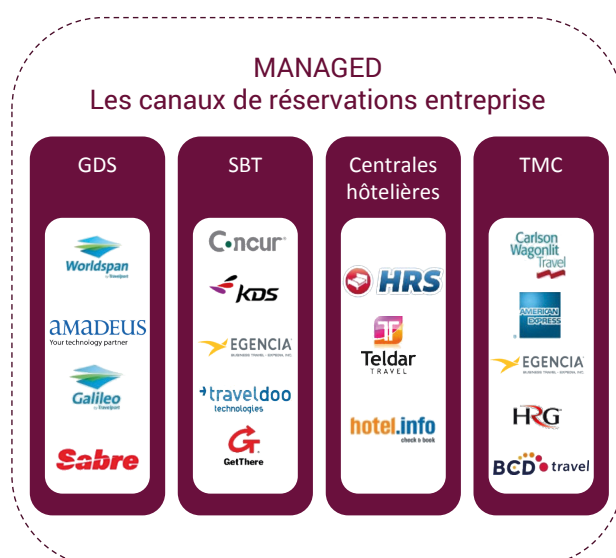 MANAGED
Les canaux de réservations entreprise
GDS
Worldspan
by Travelport
amadeus
Your technology partner
Galileo
by Travelport
Sabre
SBT
Concur
KDS
EGENCIA
traveldoo
technologies
GetThere
Centrales
hôtelières
HRS
Teldar
TRAVEL
hotel.info
check & book
TMC
Carlson
Wagonlit
Travel
AMERICAN
EXPRESS
EGENCIA
HRG
BCD travel